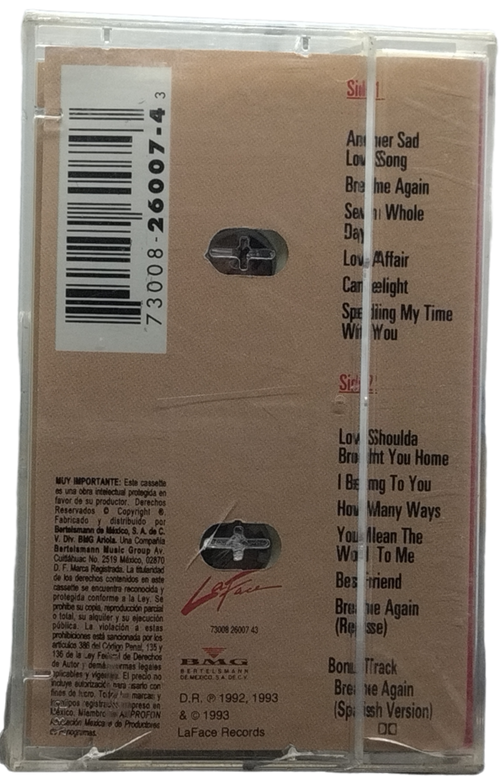 73008-26007-4 3
Side 1
Another Sad
Love Song
Breathe Again
Seven Whole
Days
Love Affair
Candlelight
Spending My Time
With You
Side 2
Love Shoulda
Brought You Home
I Belong To You
How Many Ways
You Mean The
World To Me
Best Friend
Breathe Again
(Reprise)
Bonus Track
Breathe Again
(Spanish Version)
MUY IMPORTANTE: Este cassette
es una obra intelectual protegida en
favor de su productor. Derechos
Reservados © Copyright ℗.
Fabricado y distribuido por
Bertelsmann de México, S. A. de C.
V. Div. BMG Ariola. Una Compañía
Bertelsmann Music Group Av.
Cuitláhuac No. 2519 México, 02870
D. F. Marca Registrada. La titularidad
de los derechos contenidos en este
cassette se encuentra reconocida y
protegida conforme a la Ley. Se
prohíbe su copia, reproducción parcial
o total, su alquiler y su ejecución
pública. La violación a estas
prohibiciones está sancionada por los
artículos 386 del Código Penal, 135 y
136 de la Ley Federal de Derechos
de Autor y demás normas legales
aplicables y vigentes. El precio no
incluye autorización para usarlo con
fines de lucro. Todas las marcas y
logotipos registrados impreso en
México. Miembro de AMPROFON
Asociación Mexicana de Productores
de Fonogramas.
LaFace
73008 26007 43
BMG
BERTELSMANN
DE MEXICO, S.A. DE C.V.
D.R. ℗ 1992, 1993
& © 1993
LaFace Records